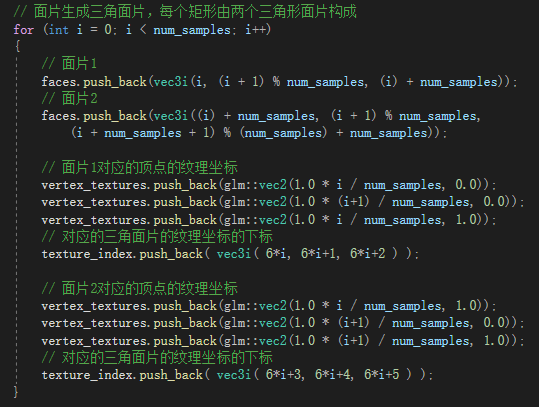 // 面片生成三角面片，每个矩形由两个三角形面片构成
for (int i = 0; i < num_samples; i++)
{
// 面片1
faces.push_back(vec3i(i, (i + 1) % num_samples, (i) + num_samples));
// 面片2
faces.push_back(vec3i((i) + num_samples, (i + 1) % num_samples,
(i + num_samples + 1) % (num_samples) + num_samples));
// 面片1对应的顶点的纹理坐标
vertex_textures.push_back(glm::vec2(1.0 * i / num_samples, 0.0));
vertex_textures.push_back(glm::vec2(1.0 * (i+1) / num_samples, 0.0));
vertex_textures.push_back(glm::vec2(1.0 * i / num_samples, 1.0));
// 对应的三角面片的纹理坐标的下标
texture_index.push_back( vec3i( 6*i, 6*i+1, 6*i+2 ) );
// 面片2对应的顶点的纹理坐标
vertex_textures.push_back(glm::vec2(1.0 * i / num_samples, 1.0));
vertex_textures.push_back(glm::vec2(1.0 * (i+1) / num_samples, 0.0));
vertex_textures.push_back(glm::vec2(1.0 * (i+1) / num_samples, 1.0));
// 对应的三角面片的纹理坐标的下标
texture_index.push_back( vec3i( 6*i+3, 6*i+4, 6*i+5 ) );
}